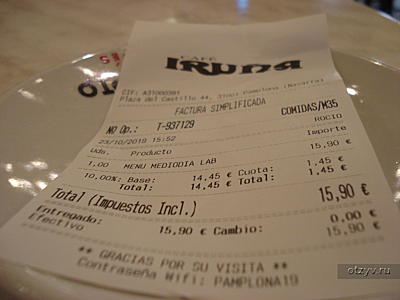 CAFÉ
IRUÑA
CIF: A31000391
Plaza del Castillo 44, 31001 Pamplona (Navarra)
FACTURA SIMPLIFICADA
No Op.: T-937129 COMIDAS/M35
23/10/2019 15:52 ROCIO
Uds. Producto Importe
1,00 MENU MEDIODIA LAB 15,90 €
10,00% Base: 14,45 € Cuota: 1,45 €
Total: 14,45 € Total: 1,45 €
Total (Impuestos Incl.) 15,90 €
Entregado: 15,90 € Cambio: 0,00 €
Efectivo 15,90 €
** GRACIAS POR SU VISITA **
Contraseña Wifi: PAMPLONA19
otzyv.ru